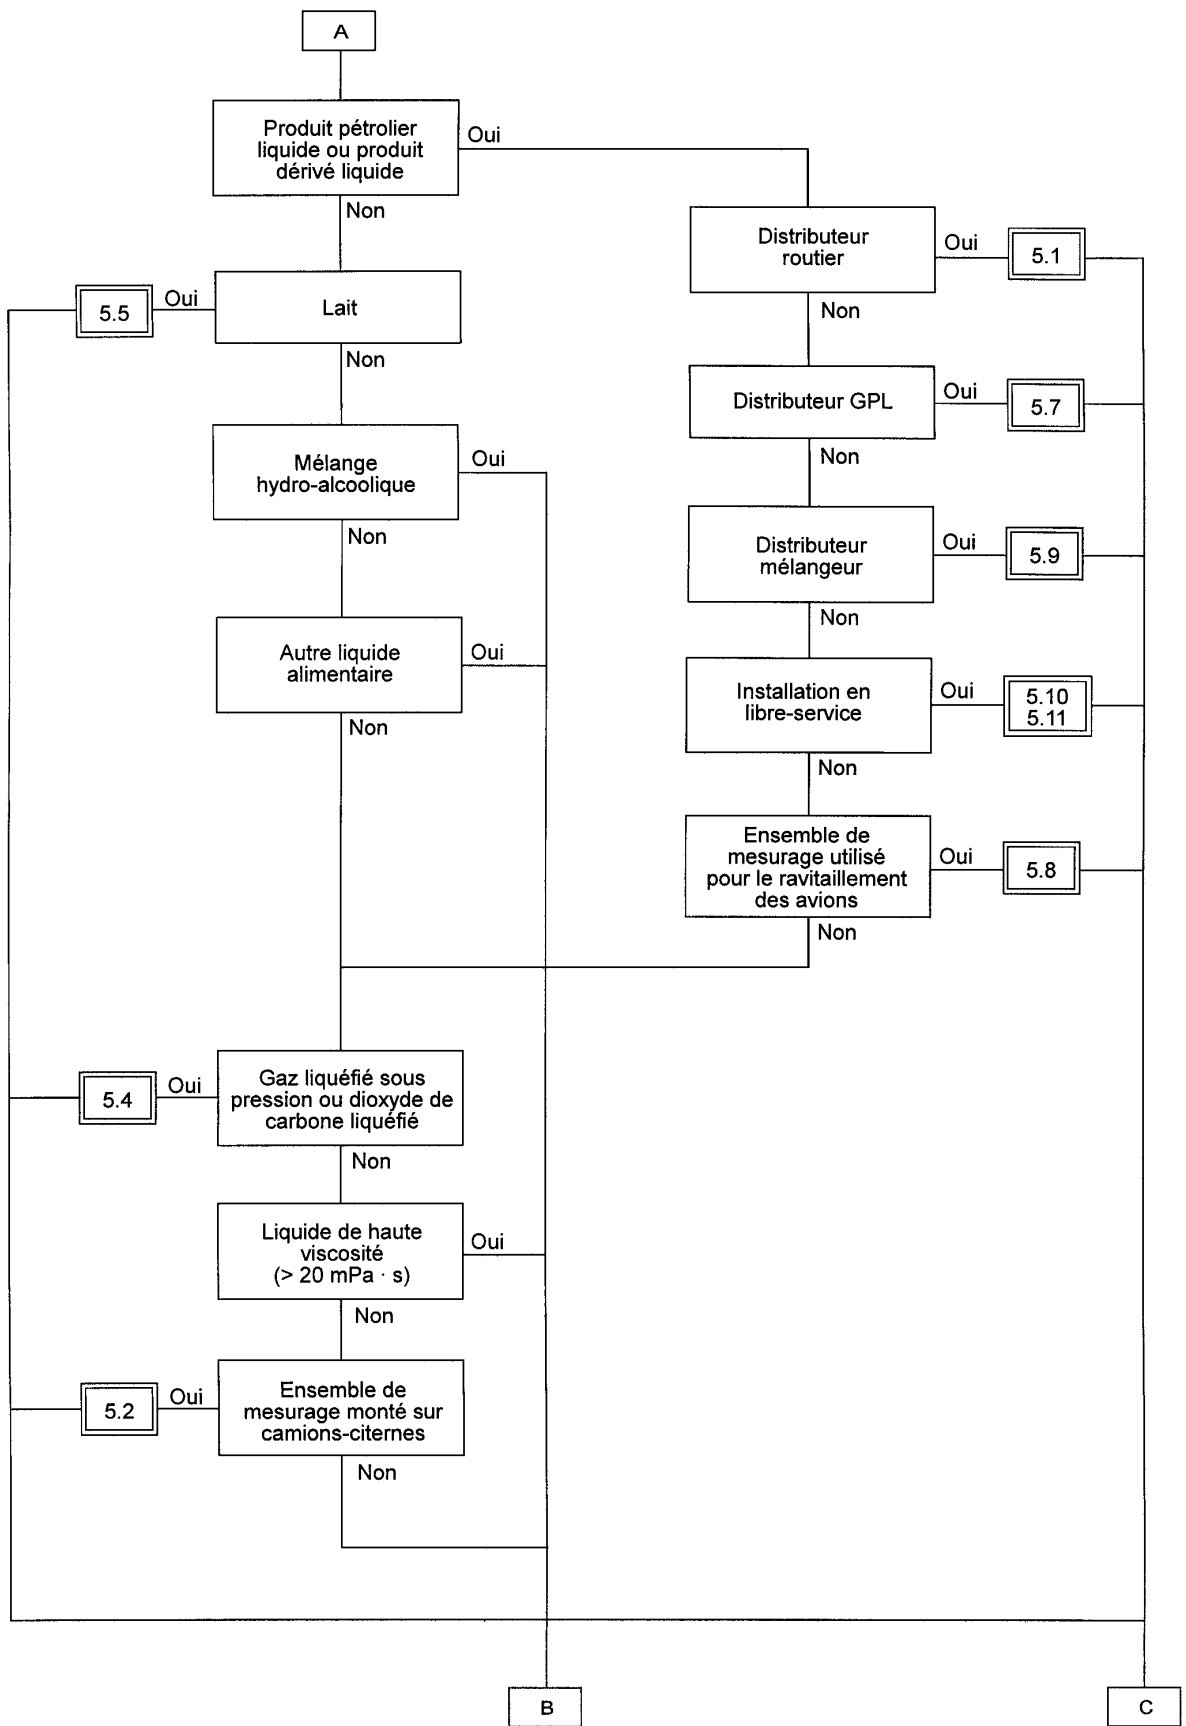 A
Produit pétrolier
liquide ou produit
dérivé liquide
Oui
Non
Distributeur
routier
Oui
5.1
Non
5.5
Oui
Lait
Non
Distributeur GPL
Oui
5.7
Non
Mélange
hydro-alcoolique
Oui
Non
Distributeur
mélangeur
Oui
5.9
Non
Autre liquide
alimentaire
Oui
Non
Installation en
libre-service
Oui
5.10
5.11
Non
Ensemble de
mesurage utilisé
pour le ravitaillement
des avions
Oui
5.8
Non
5.4
Oui
Gaz liquéfié sous
pression ou dioxyde de
carbone liquéfié
Non
Liquide de haute
viscosité
(> 20 mPa · s)
Oui
Non
5.2
Oui
Ensemble de
mesurage monté sur
camions-citernes
Non
B
C